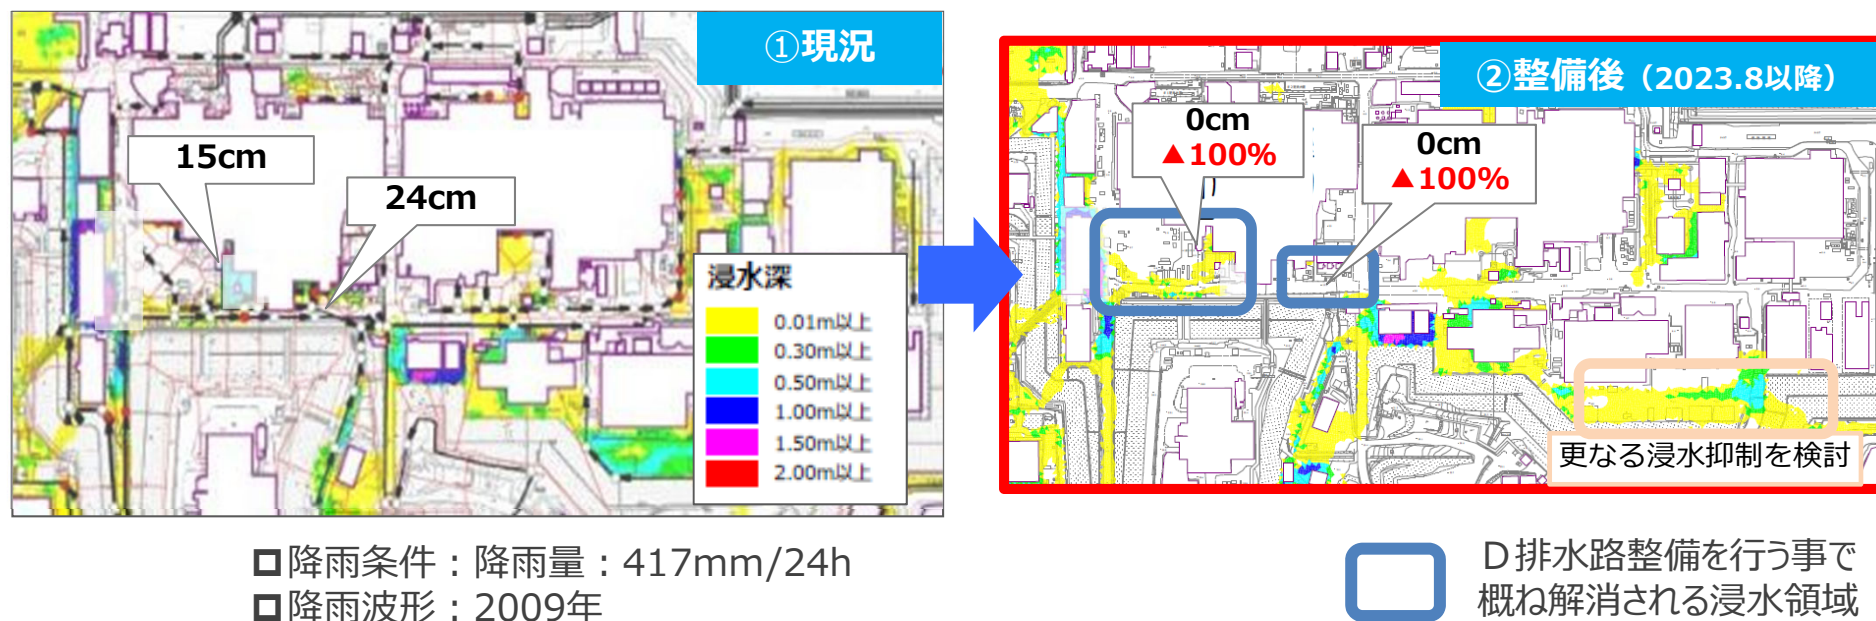 ①現況
15cm
24cm
浸水深
0.01m以上
0.30m以上
0.50m以上
1.00m以上
1.50m以上
2.00m以上
②整備後（2023.8以降）
0cm
▲100%
0cm
▲100%
更なる浸水抑制を検討
降雨条件：降雨量：417mm/24h
降雨波形：2009年
Ｄ排水路整備を行う事で
概ね解消される浸水領域